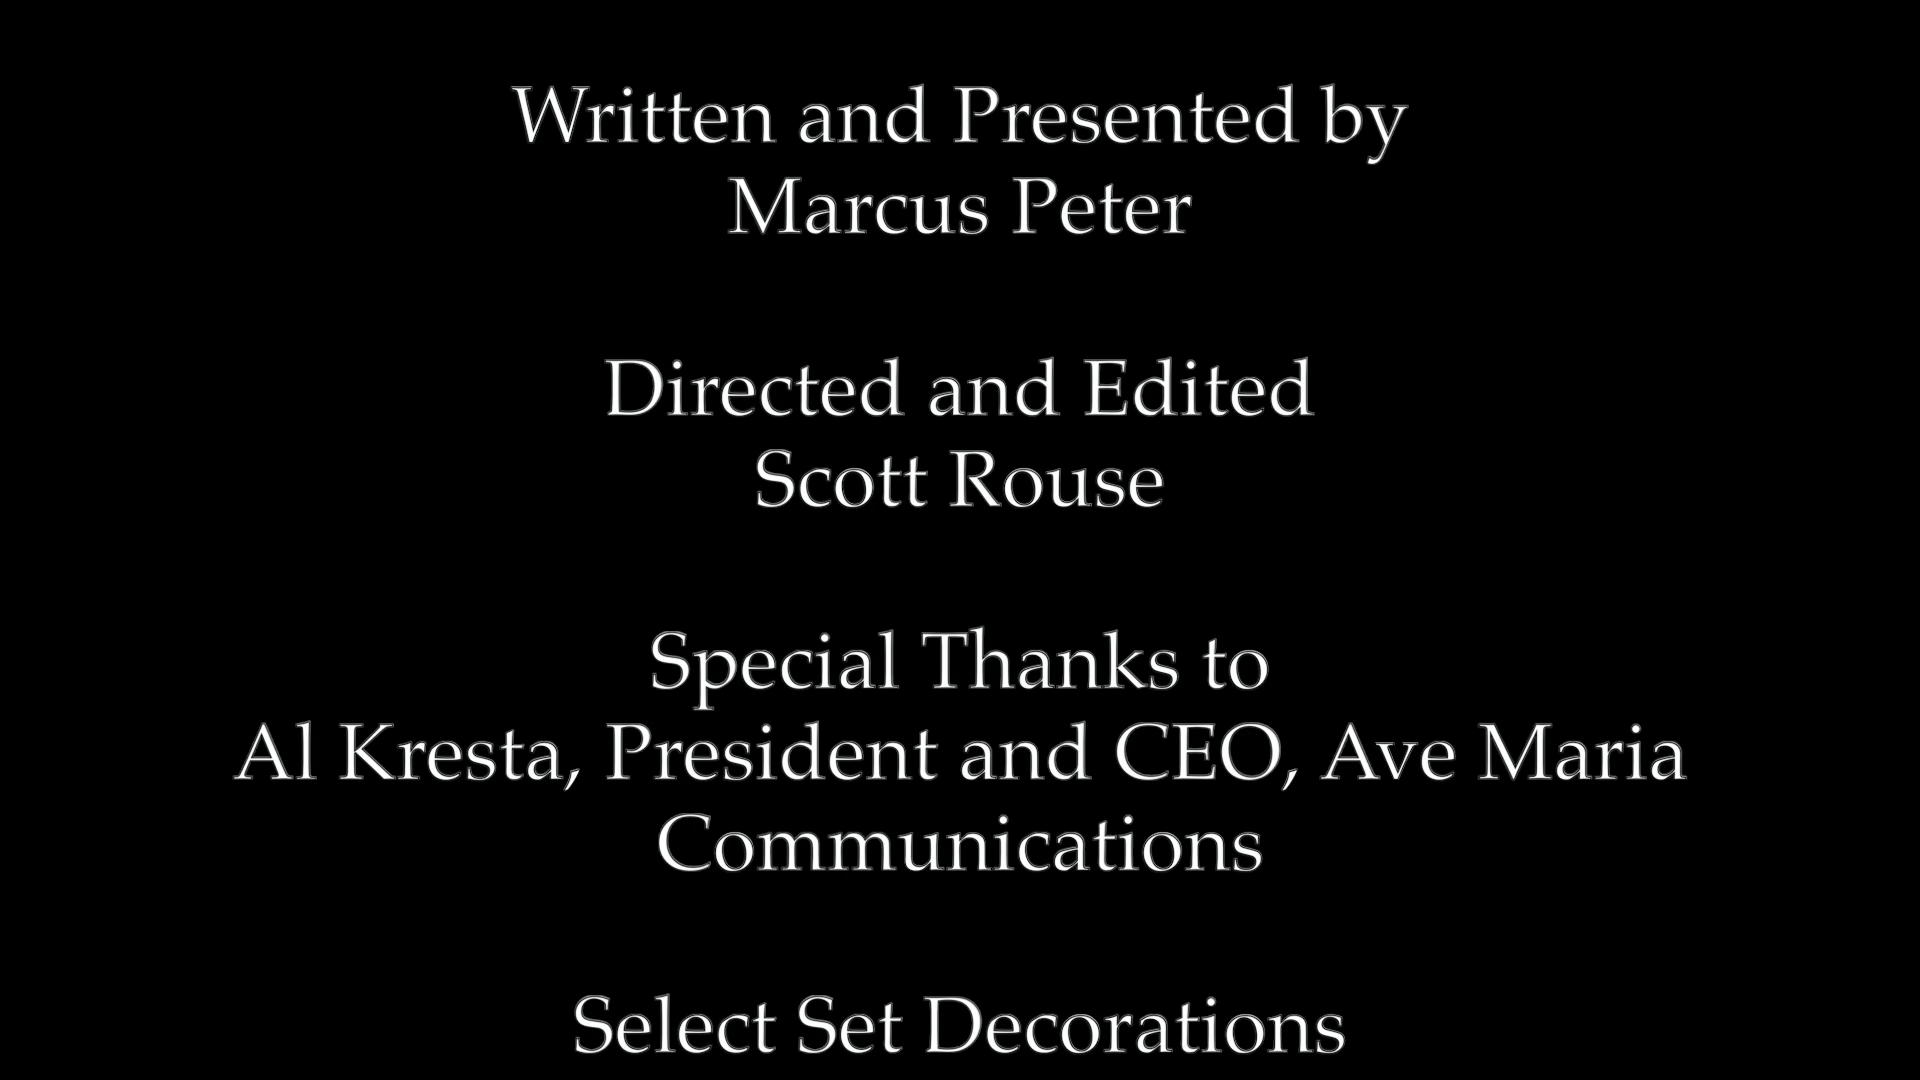 Written and Presented by
Marcus Peter
Directed and Edited
Scott Rouse
Special Thanks to
Al Kresta, President and CEO, Ave Maria
Communications
Select Set Decorations